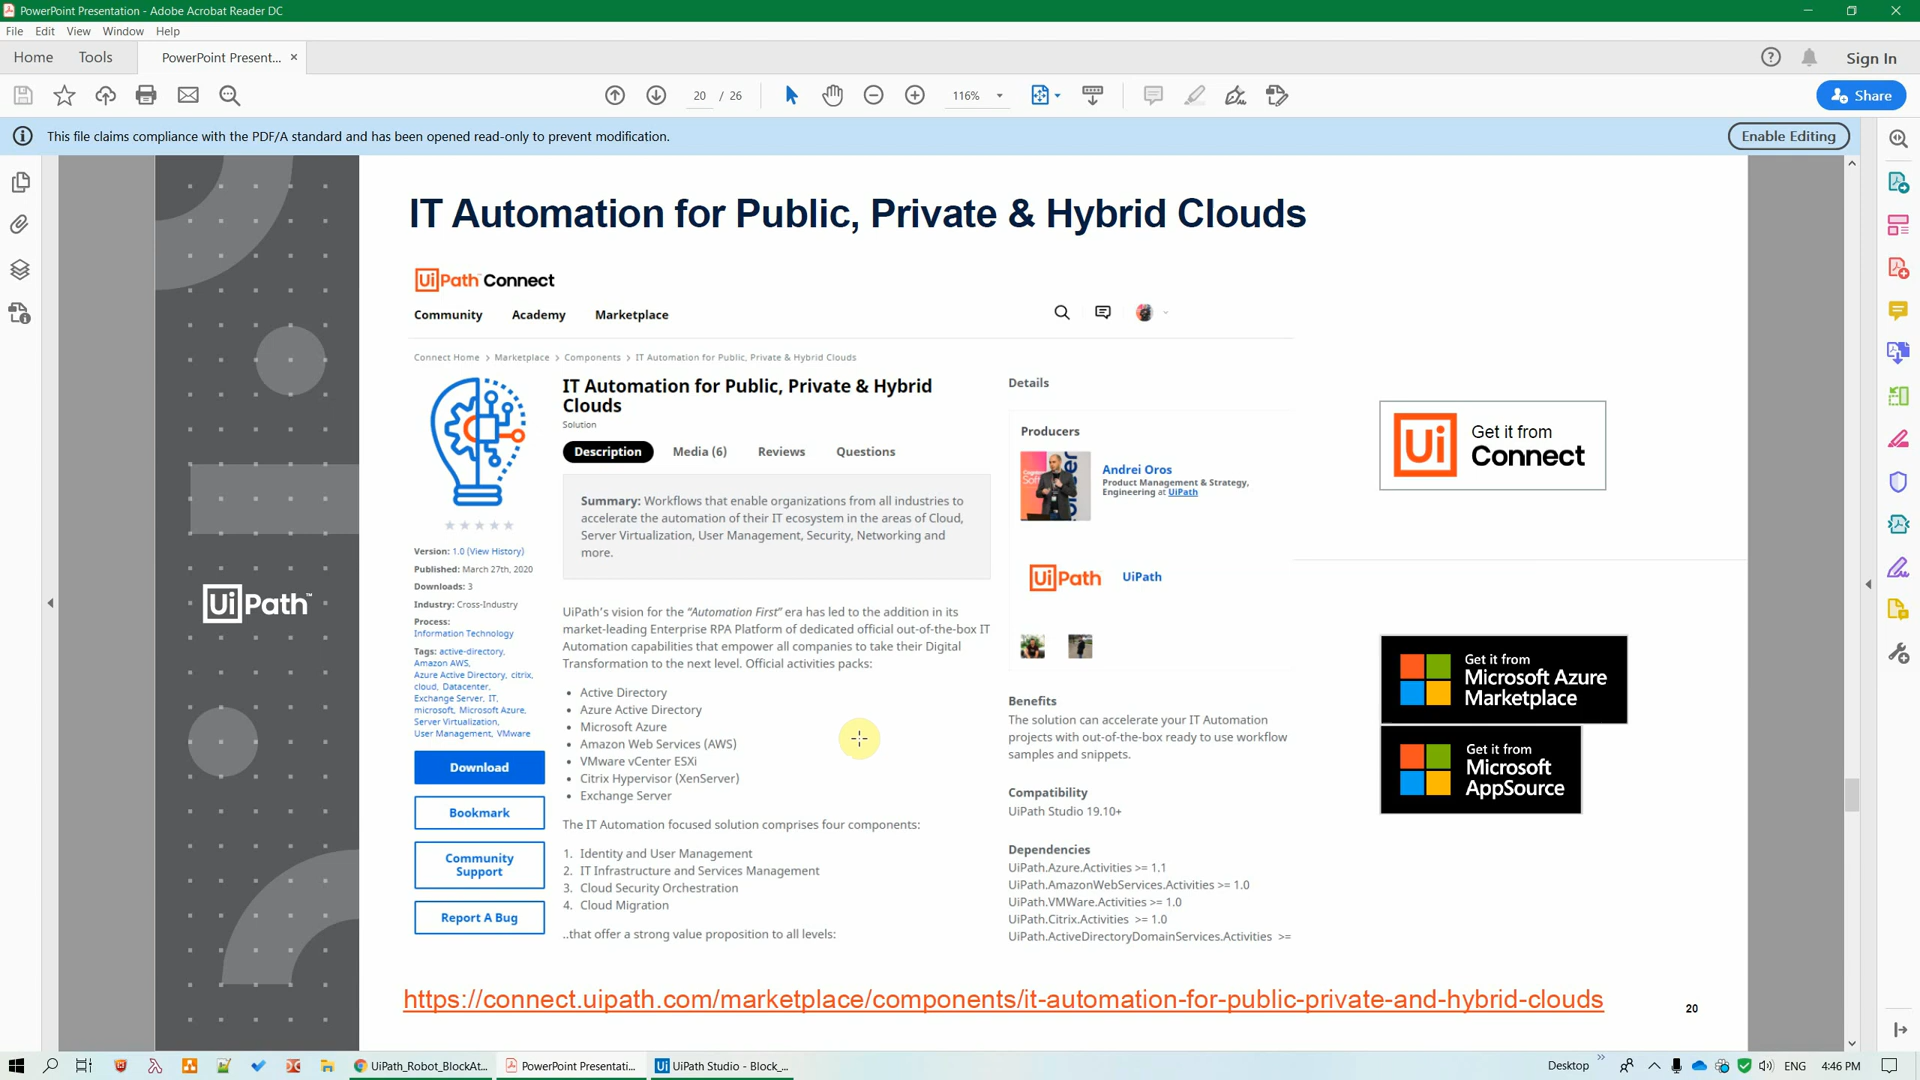 PowerPoint Presentation - Adobe Acrobat Reader DC
File Edit View Window Help
Home Tools PowerPoint Present... × Sign In
20 / 26 116% Share
This file claims compliance with the PDF/A standard and has been opened read-only to prevent modification. Enable Editing
IT Automation for Public, Private & Hybrid Clouds
UiPath™ Connect
Community Academy Marketplace
Connect Home > Marketplace > Components > IT Automation for Public, Private & Hybrid Clouds
IT Automation for Public, Private & Hybrid
Clouds
Solution
Description Media (6) Reviews Questions
Summary: Workflows that enable organizations from all industries to
accelerate the automation of their IT ecosystem in the areas of Cloud,
Server Virtualization, User Management, Security, Networking and
more.
UiPath's vision for the "Automation First" era has led to the addition in its
market-leading Enterprise RPA Platform of dedicated official out-of-the-box IT
Automation capabilities that empower all companies to take their Digital
Transformation to the next level. Official activities packs:
• Active Directory
• Azure Active Directory
• Microsoft Azure
• Amazon Web Services (AWS)
• VMware vCenter ESXi
• Citrix Hypervisor (XenServer)
• Exchange Server
The IT Automation focused solution comprises four components:
1. Identity and User Management
2. IT Infrastructure and Services Management
3. Cloud Security Orchestration
4. Cloud Migration
..that offer a strong value proposition to all levels:
Version: 1.0 (View History)
Published: March 27th, 2020
Downloads: 3
Industry: Cross-Industry
Process:
Information Technology
Tags: active-directory,
Amazon AWS,
Azure Active Directory, citrix,
cloud, Datacenter,
Exchange Server, IT,
microsoft, Microsoft Azure,
Server Virtualization,
User Management, VMware
Download
Bookmark
Community
Support
Report A Bug
Details
Producers
Andrei Oros
Product Management & Strategy,
Engineering at UiPath
UiPath UiPath
Benefits
The solution can accelerate your IT Automation
projects with out-of-the-box ready to use workflow
samples and snippets.
Compatibility
UiPath Studio 19.10+
Dependencies
UiPath.Azure.Activities >= 1.1
UiPath.AmazonWebServices.Activities >= 1.0
UiPath.VMWare.Activities >= 1.0
UiPath.Citrix.Activities >= 1.0
UiPath.ActiveDirectoryDomainServices.Activities >=
Ui Get it from
Connect
Get it from
Microsoft Azure
Marketplace
Get it from
Microsoft
AppSource
UiPath™
https://connect.uipath.com/marketplace/components/it-automation-for-public-private-and-hybrid-clouds
20
UiPath_Robot_BlockAt... PowerPoint Presentati... Ui UiPath Studio - Block_... Desktop » ENG 4:46 PM